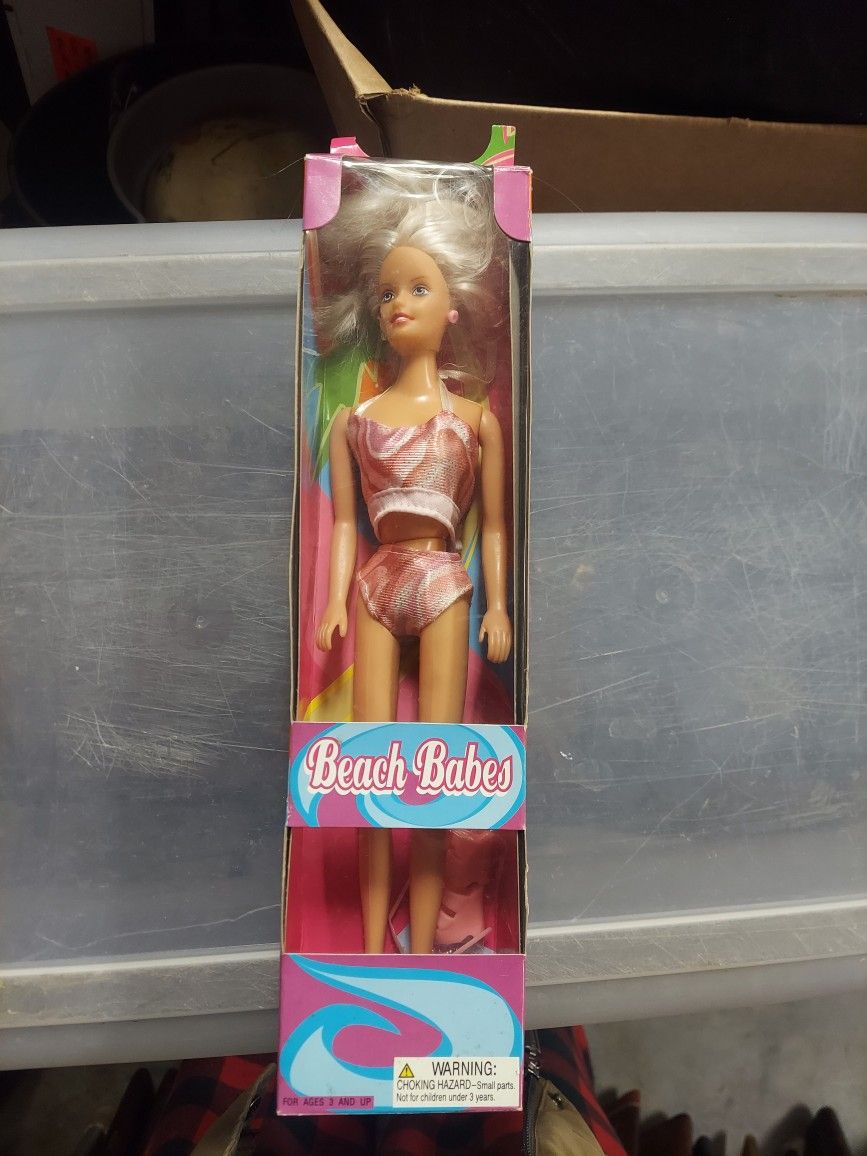 Beach Babes
WARNING:
CHOKING HAZARD–Small parts.
Not for children under 3 years.
FOR AGES 3 AND UP